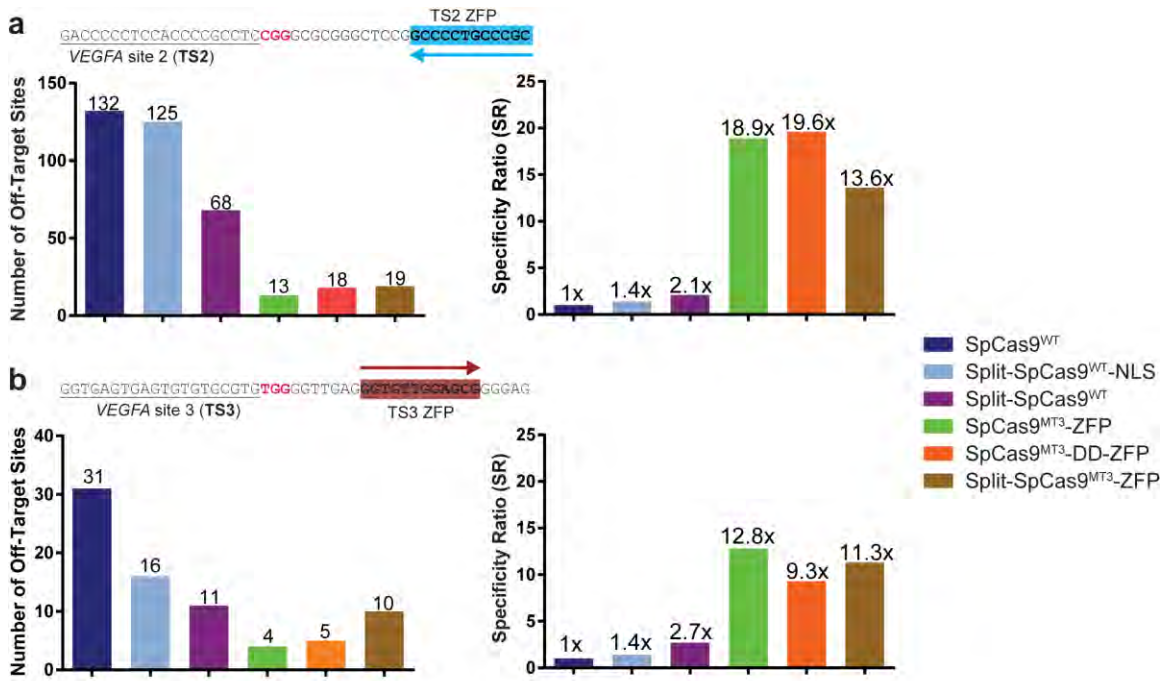 a
TS2 ZFP
GACCCCCTCCACCCCGCCTCCGGGCGCGGGCTCCGGCCCCTGCCCGC
VEGFA site 2 (TS2)
Number of Off-Target Sites
150
100
50
0
132
125
68
13
18
19
Specificity Ratio (SR)
25
20
15
10
5
0
1x
1.4x
2.1x
18.9x
19.6x
13.6x
SpCas9WT
Split-SpCas9WT-NLS
Split-SpCas9WT
SpCas9MT3-ZFP
SpCas9MT3-DD-ZFP
Split-SpCas9MT3-ZFP
b
GGTGAGTGAGTGTGTGCGTGTGGGGTTGAGGGTGTTGGAGCGGGGAG
VEGFA site 3 (TS3)
TS3 ZFP
Number of Off-Target Sites
40
30
20
10
0
31
16
11
4
5
10
Specificity Ratio (SR)
25
20
15
10
5
0
1x
1.4x
2.7x
12.8x
9.3x
11.3x